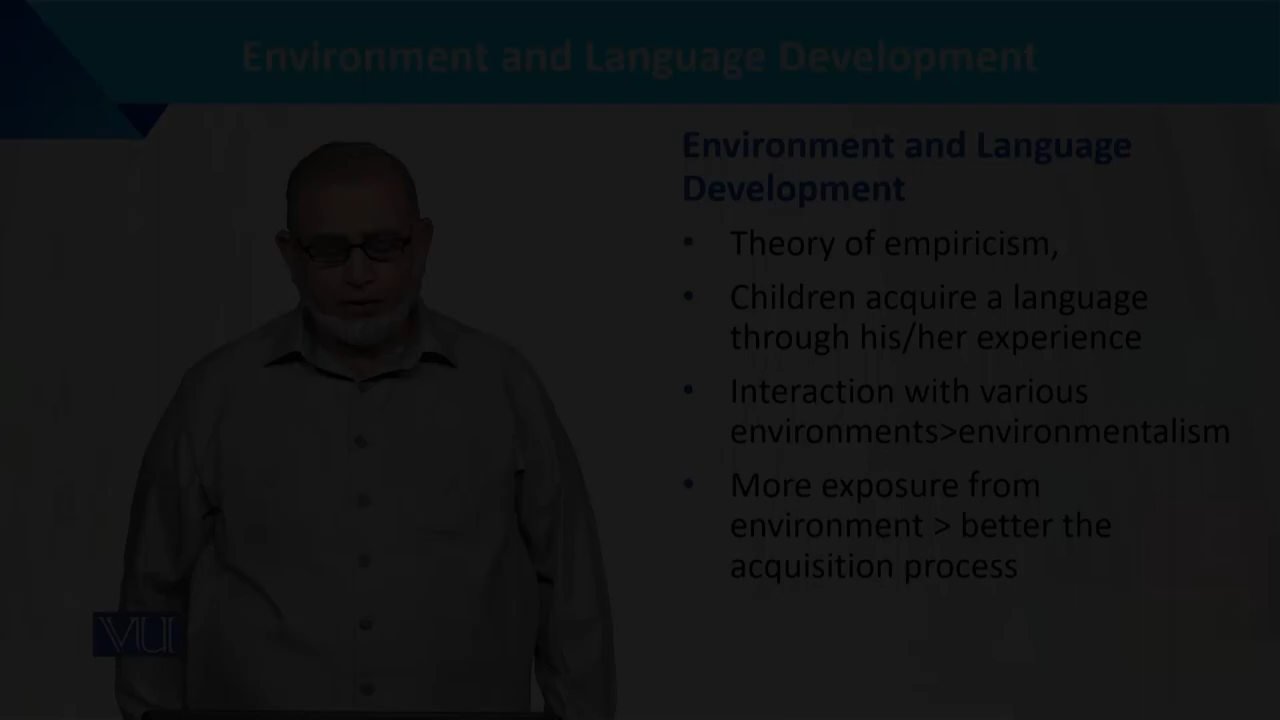 Environment and Language Development
Environment and Language
Development
• Theory of empiricism,
• Children acquire a language
through his/her experience
• Interaction with various
environments>environmentalism
• More exposure from
environment > better the
acquisition process
VU